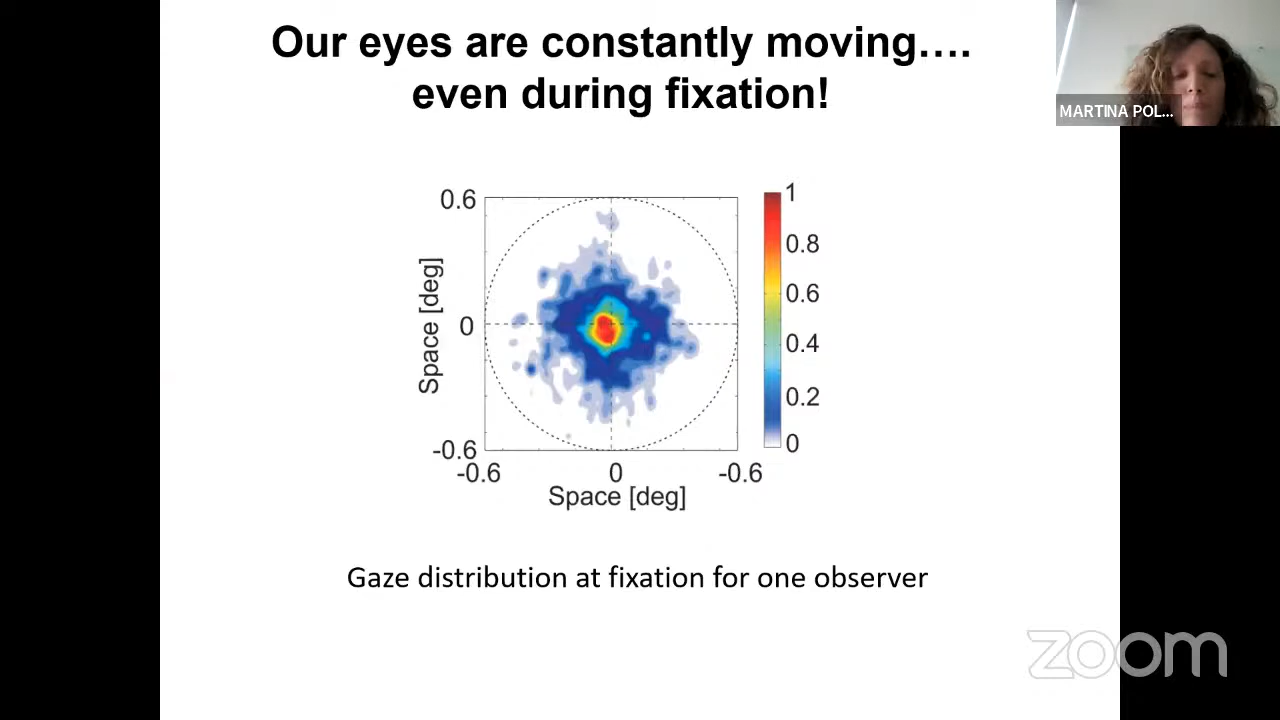 Our eyes are constantly moving….
even during fixation!
MARTINA POL...
0.6
0
-0.6
Space [deg]
-0.6
0
-0.6
Space [deg]
1
0.8
0.6
0.4
0.2
0
Gaze distribution at fixation for one observer
zoom